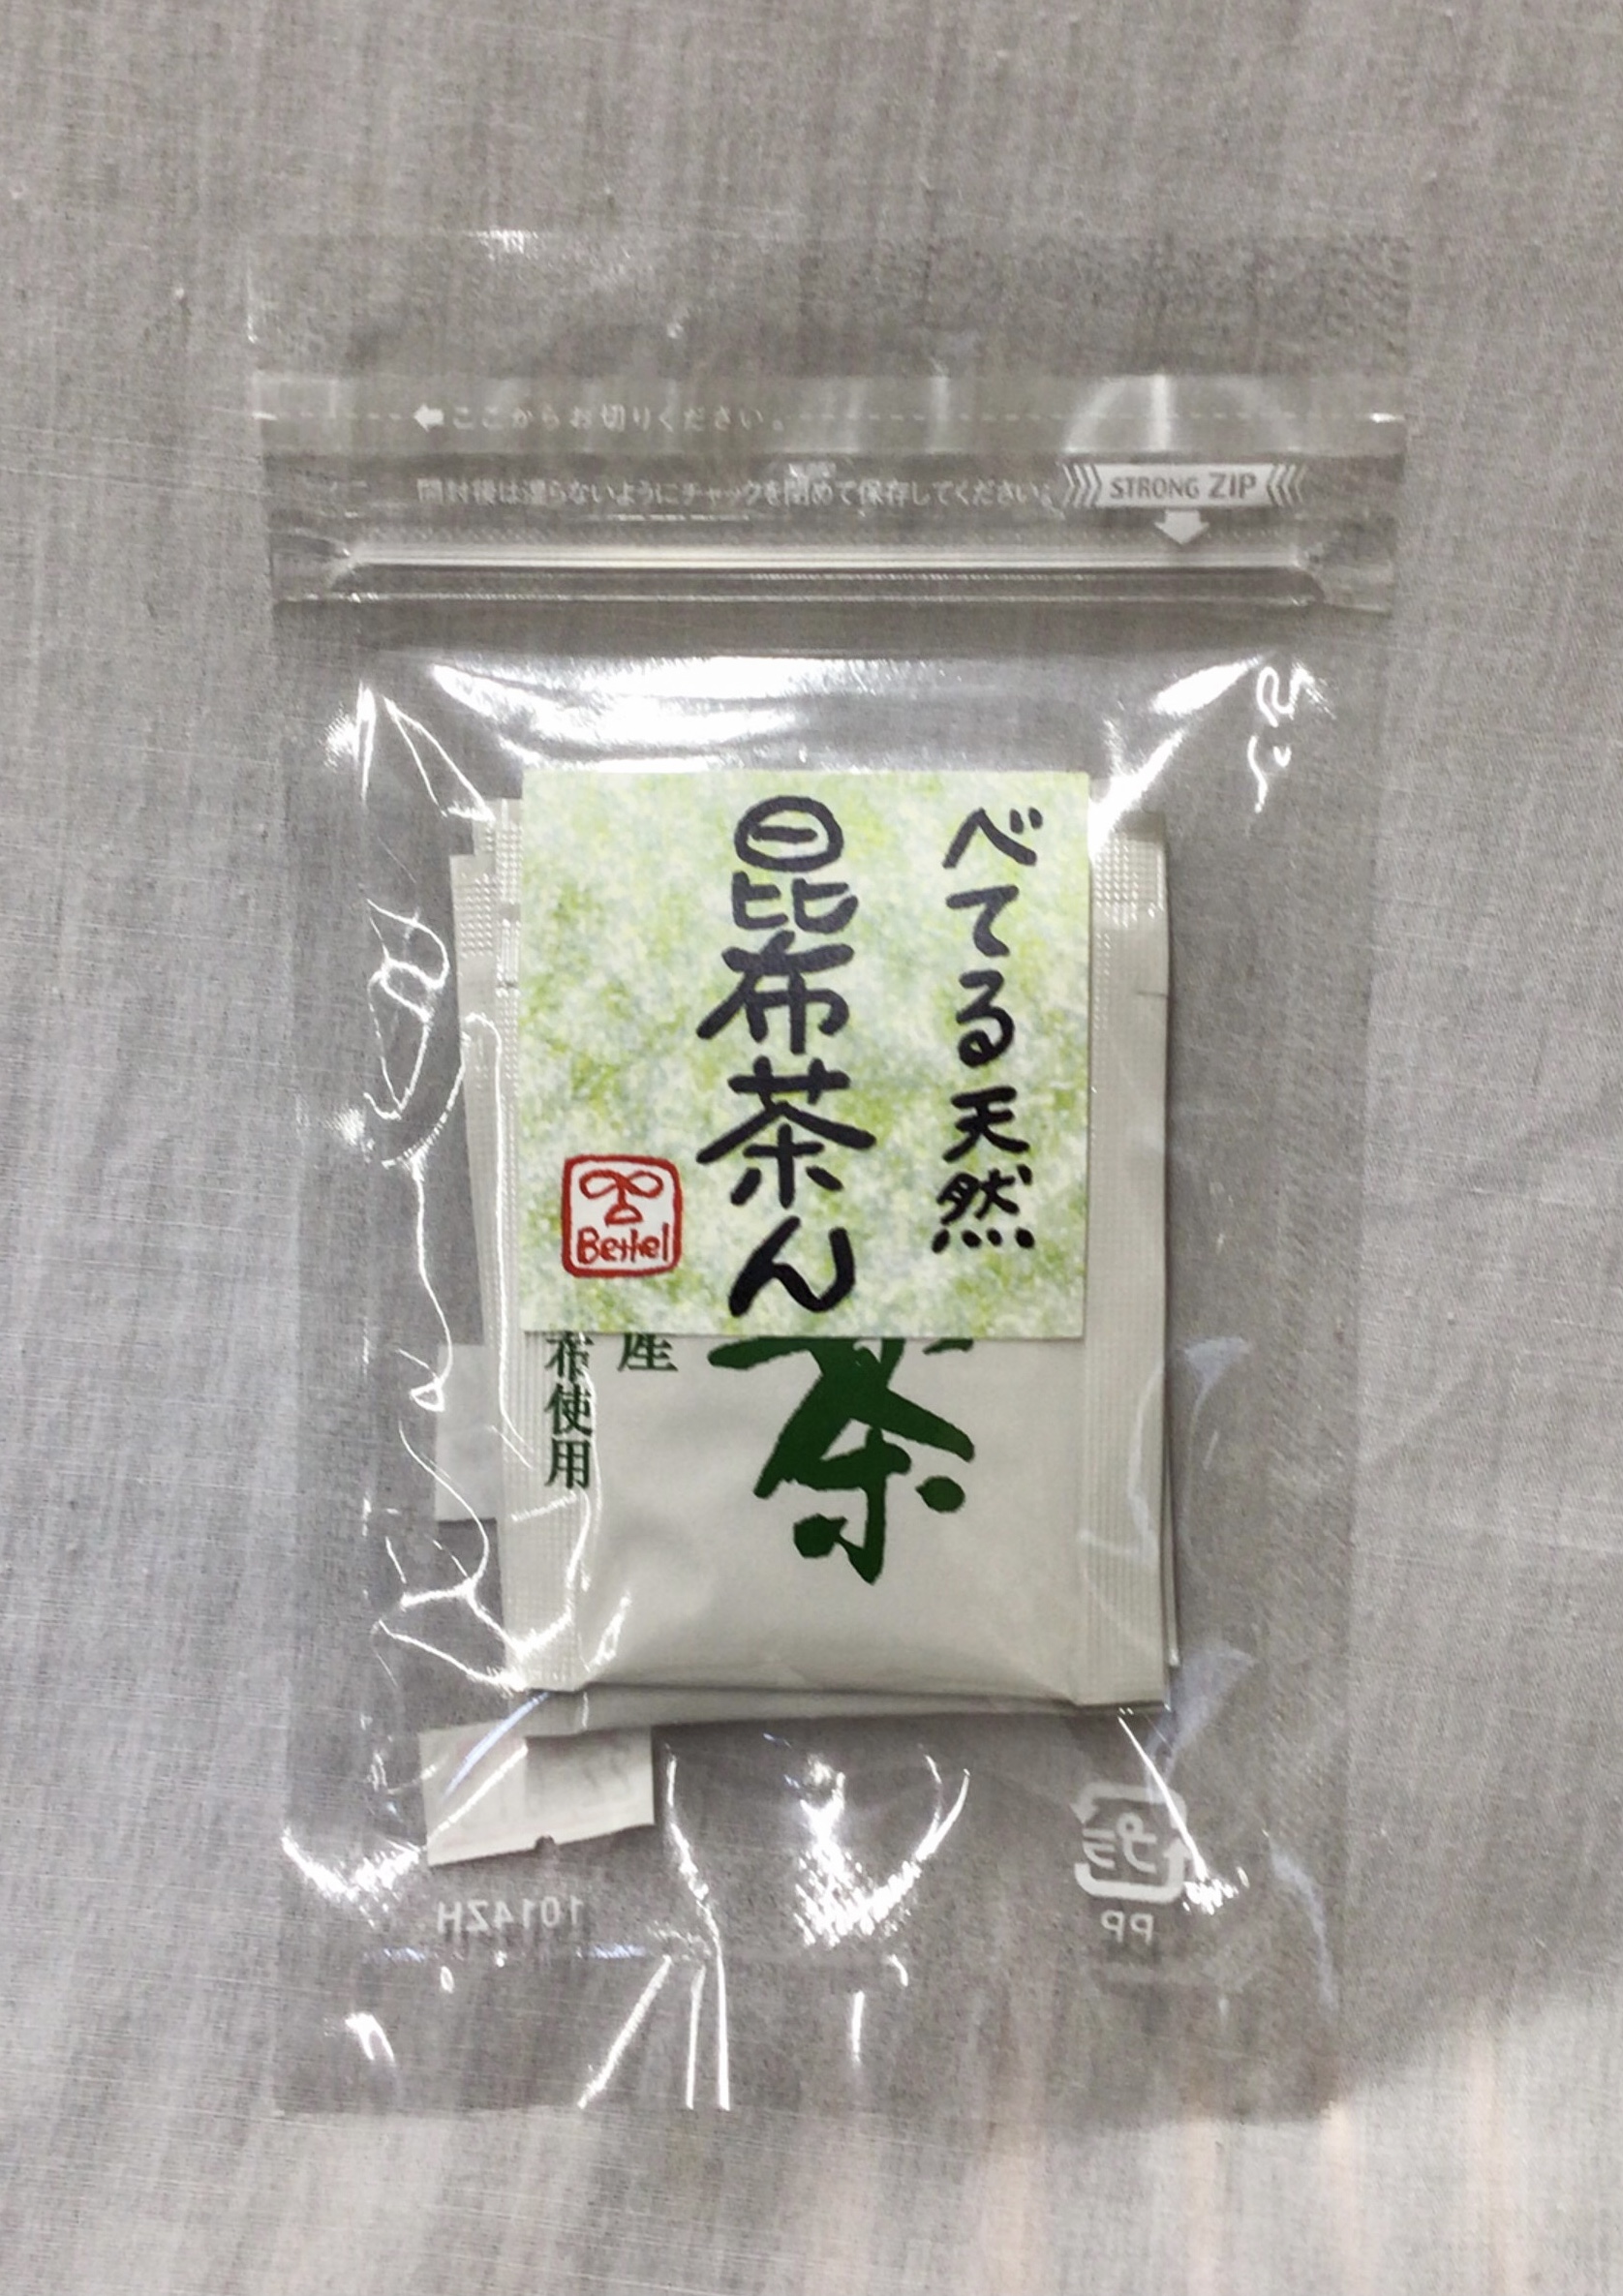 ここからお切りください。
開封後は湿らないようにチャックを閉めて保存してください。
STRONG ZIP
べてる天然
昆布茶ん
Bethel
茶
産
布使用
プラ
PP
10142H